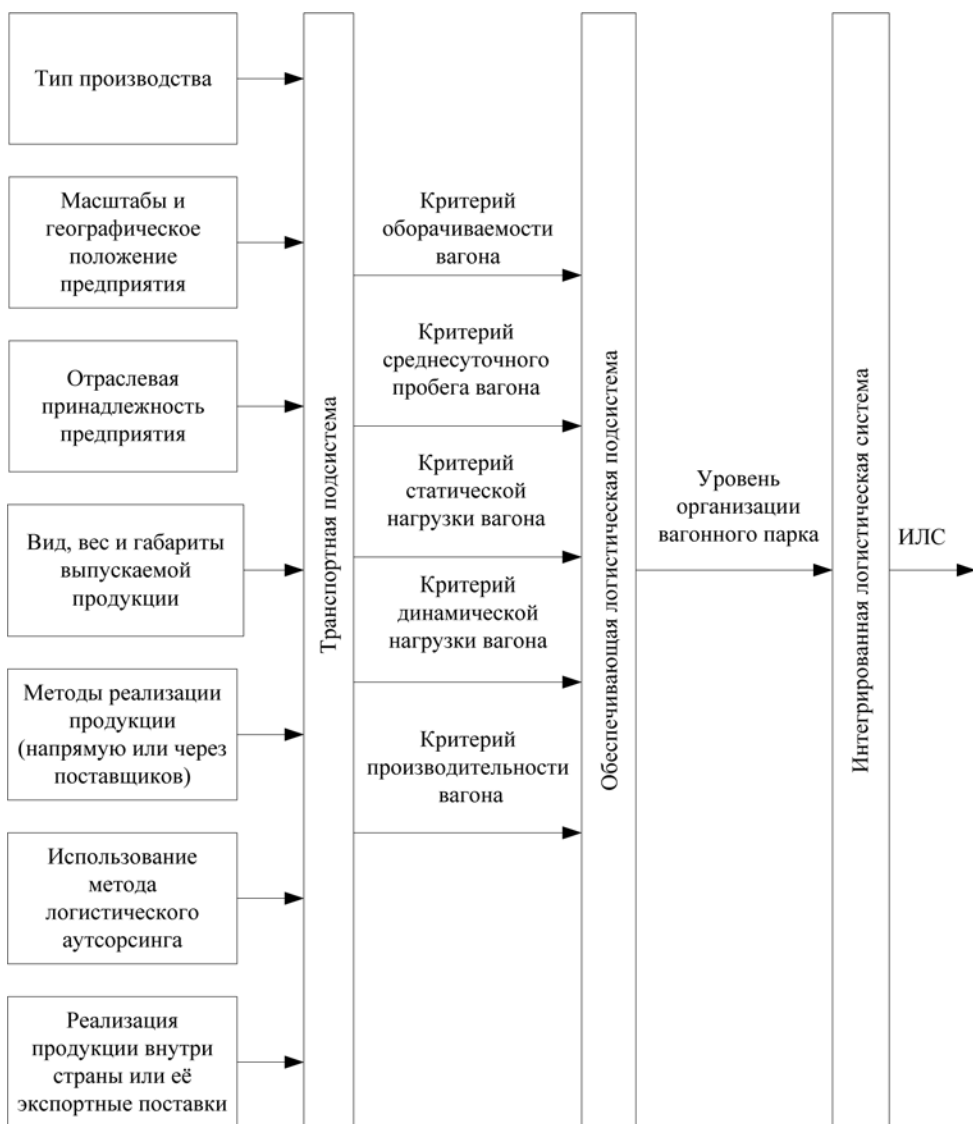 Тип производства
Масштабы и
географическое
положение
предприятия
Отраслевая
принадлежность
предприятия
Вид, вес и габариты
выпускаемой
продукции
Методы реализации
продукции
(напрямую или через
поставщиков)
Использование
метода
логистического
аутсорсинга
Реализация
продукции внутри
страны или её
экспортные поставки
Транспортная подсистема
Критерий
оборачиваемости
вагона
Критерий
среднесуточного
пробега вагона
Критерий
статической
нагрузки вагона
Критерий
динамической
нагрузки вагона
Критерий
производительности
вагона
Обеспечивающая логистическая подсистема
Уровень
организации
вагонного парка
Интегрированная логистическая система
ИЛС